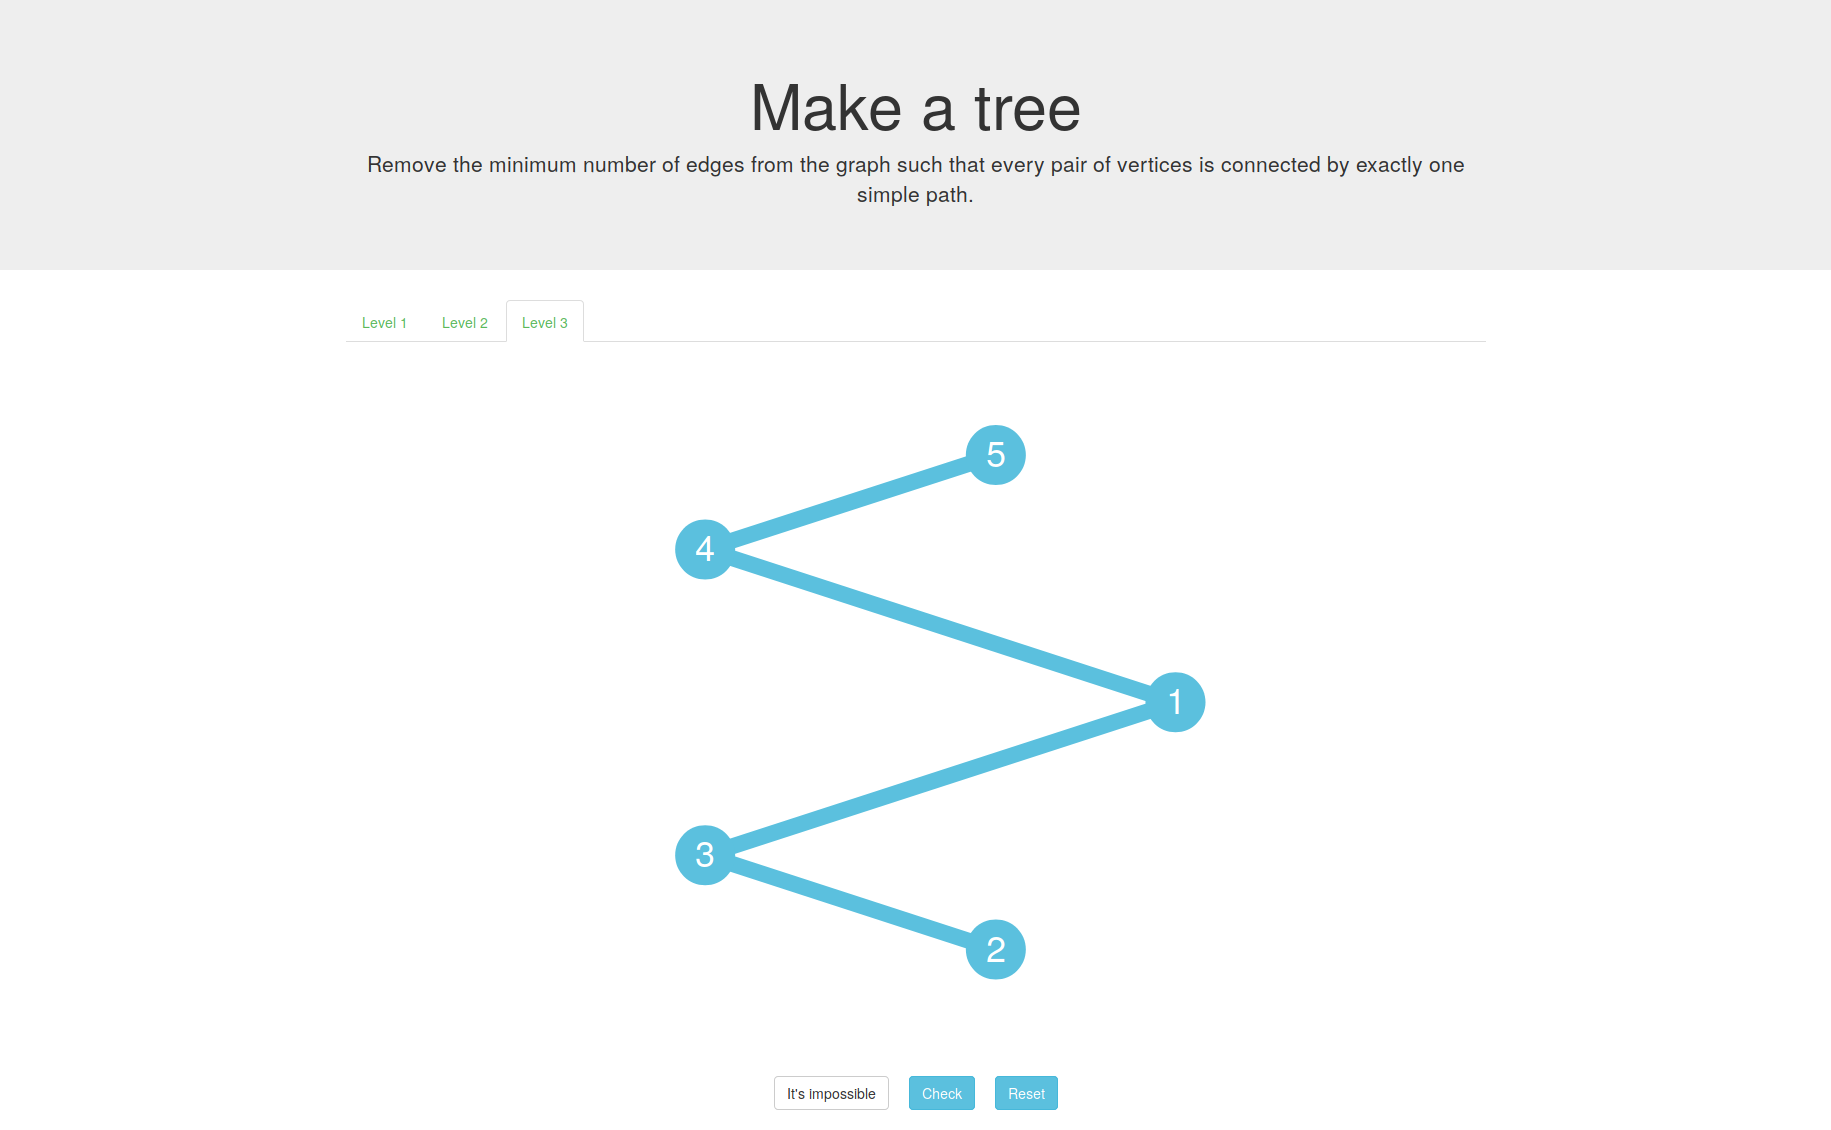 Make a tree
Remove the minimum number of edges from the graph such that every pair of vertices is connected by exactly one
simple path.
Level 1
Level 2
Level 3
5
4
1
3
2
It's impossible
Check
Reset